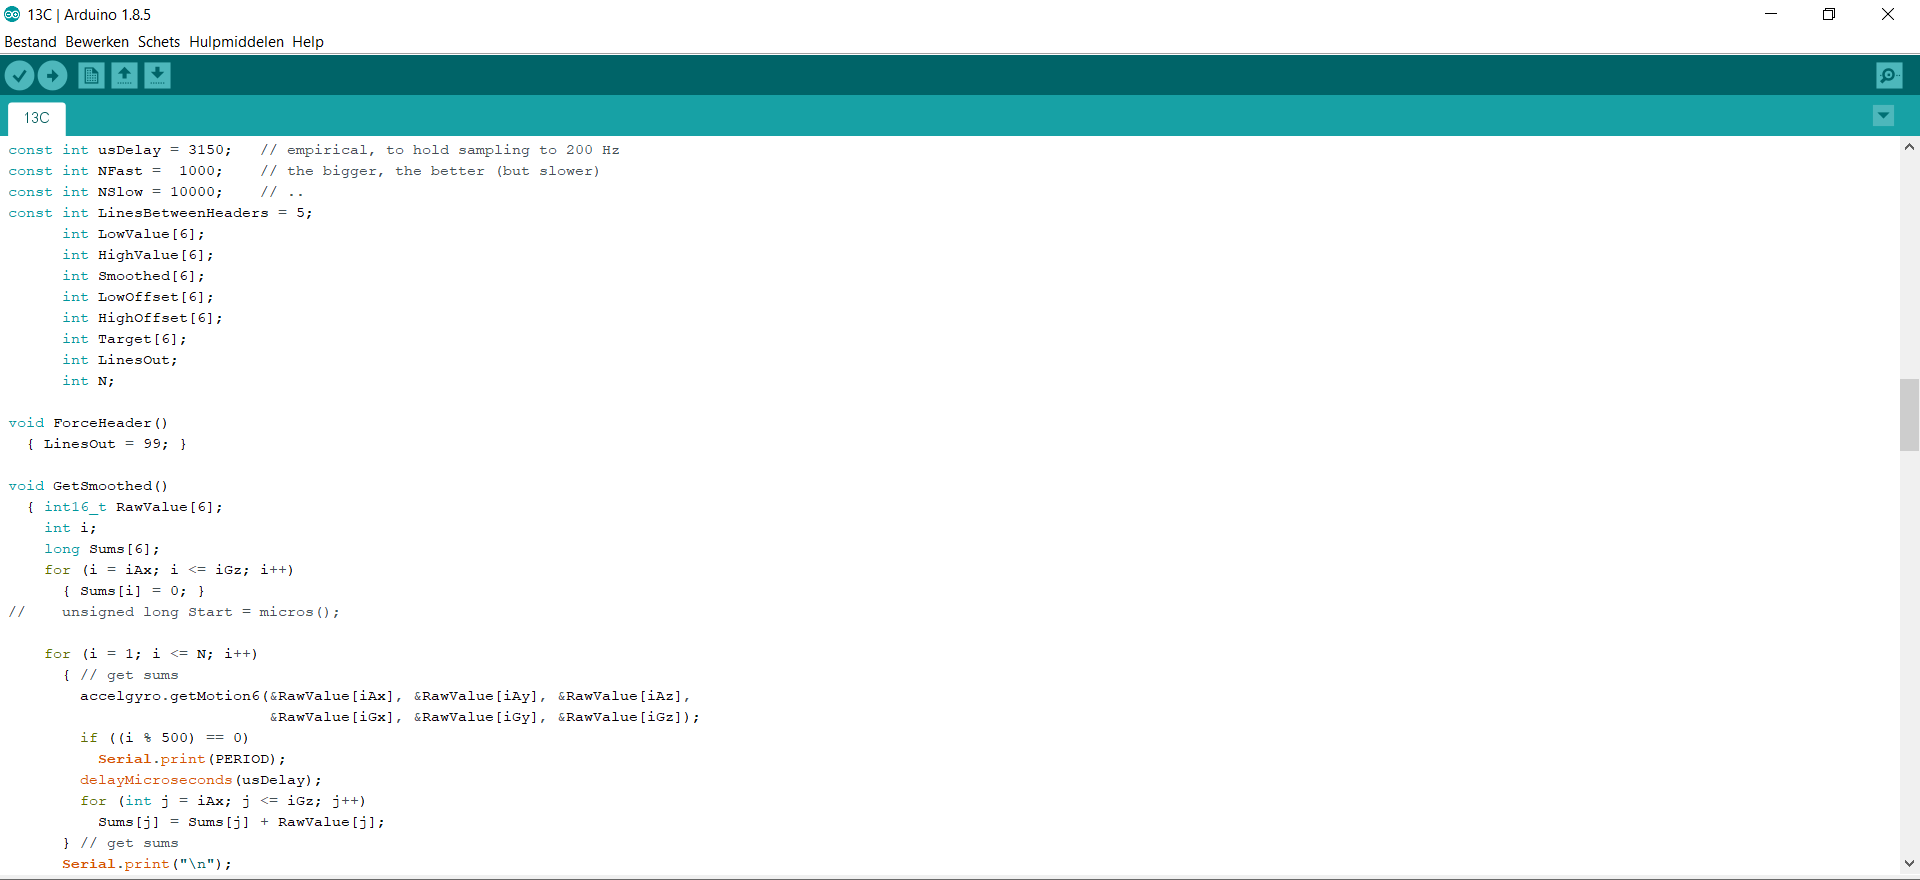 13C | Arduino 1.8.5
Bestand Bewerken Schets Hulpmiddelen Help
13C
const int usDelay = 3150;   // empirical, to hold sampling to 200 Hz
const int NFast =  1000;    // the bigger, the better (but slower)
const int NSlow = 10000;    // ..
const int LinesBetweenHeaders = 5;
      int LowValue[6];
      int HighValue[6];
      int Smoothed[6];
      int LowOffset[6];
      int HighOffset[6];
      int Target[6];
      int LinesOut;
      int N;

void ForceHeader()
  { LinesOut = 99; }

void GetSmoothed()
  { int16_t RawValue[6];
    int i;
    long Sums[6];
    for (i = iAx; i <= iGz; i++)
      { Sums[i] = 0; }
//    unsigned long Start = micros();

    for (i = 1; i <= N; i++)
      { // get sums
        accelgyro.getMotion6(&RawValue[iAx], &RawValue[iAy], &RawValue[iAz],
                             &RawValue[iGx], &RawValue[iGy], &RawValue[iGz]);
        if ((i % 500) == 0)
          Serial.print(PERIOD);
        delayMicroseconds(usDelay);
        for (int j = iAx; j <= iGz; j++)
          Sums[j] = Sums[j] + RawValue[j];
      } // get sums
      Serial.print("\n");